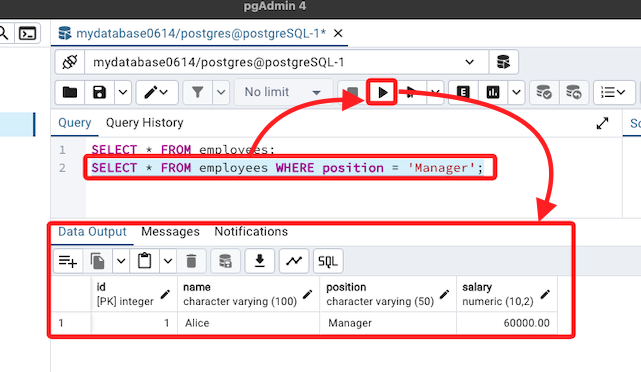 pgAdmin 4
mydatabase0614/postgres@postgreSQL-1*
mydatabase0614/postgres@postgreSQL-1
No limit
Query Query History
1 SELECT * FROM employees;
2 SELECT * FROM employees WHERE position = 'Manager';
Data Output Messages Notifications
SQL
id name position salary
[PK] integer character varying (100) character varying (50) numeric (10,2)
1 1 Alice Manager 60000.00